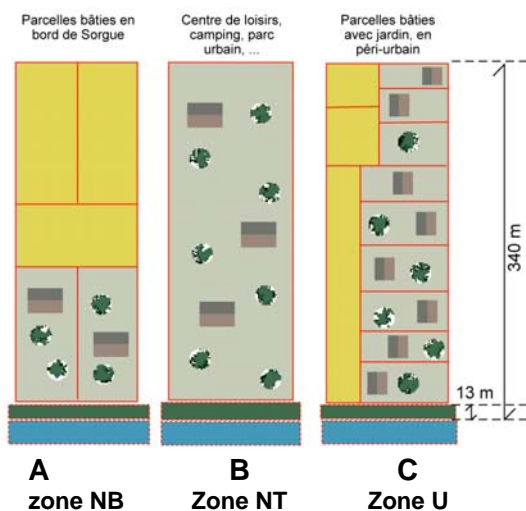 Parcelles bâties en
bord de Sorgue
Centre de loisirs,
camping, parc
urbain, ...
Parcelles bâties
avec jardin, en
péri-urbain
340 m
13 m
A
zone NB
B
Zone NT
C
Zone U